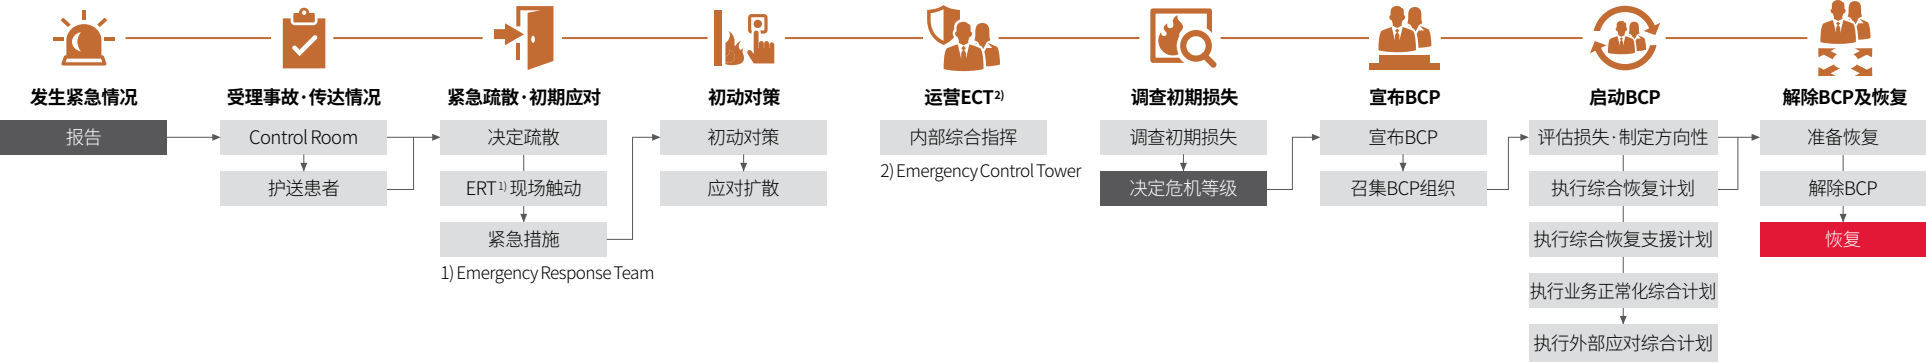 发生紧急情况
报告
受理事故·传达情况
Control Room
护送患者
紧急疏散·初期应对
决定疏散
ERT1) 现场触动
紧急措施
1) Emergency Response Team
初动对策
初动对策
应对扩散
运营ECT2)
内部综合指挥
2) Emergency Control Tower
调查初期损失
调查初期损失
决定危机等级
宣布BCP
宣布BCP
召集BCP组织
启动BCP
评估损失·制定方向性
执行综合恢复计划
执行综合恢复支援计划
执行业务正常化综合计划
执行外部应对综合计划
解除BCP及恢复
准备恢复
解除BCP
恢复